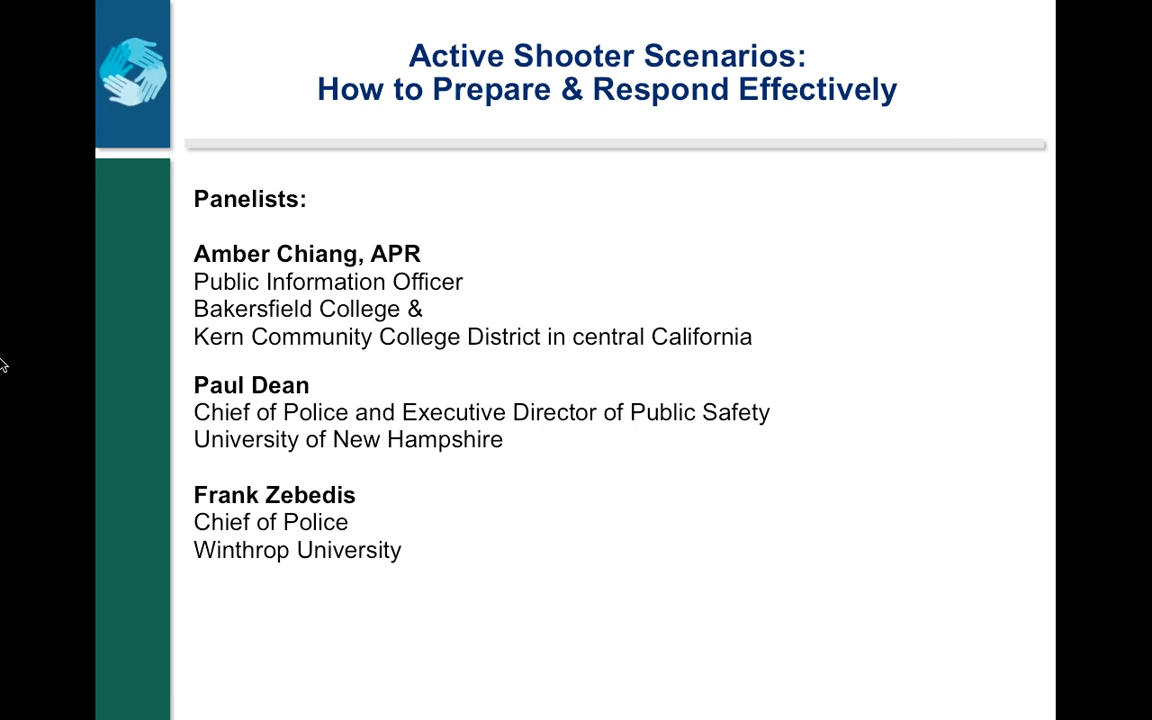 Active Shooter Scenarios:
How to Prepare & Respond Effectively
Panelists:
Amber Chiang, APR
Public Information Officer
Bakersfield College &
Kern Community College District in central California
Paul Dean
Chief of Police and Executive Director of Public Safety
University of New Hampshire
Frank Zebedis
Chief of Police
Winthrop University